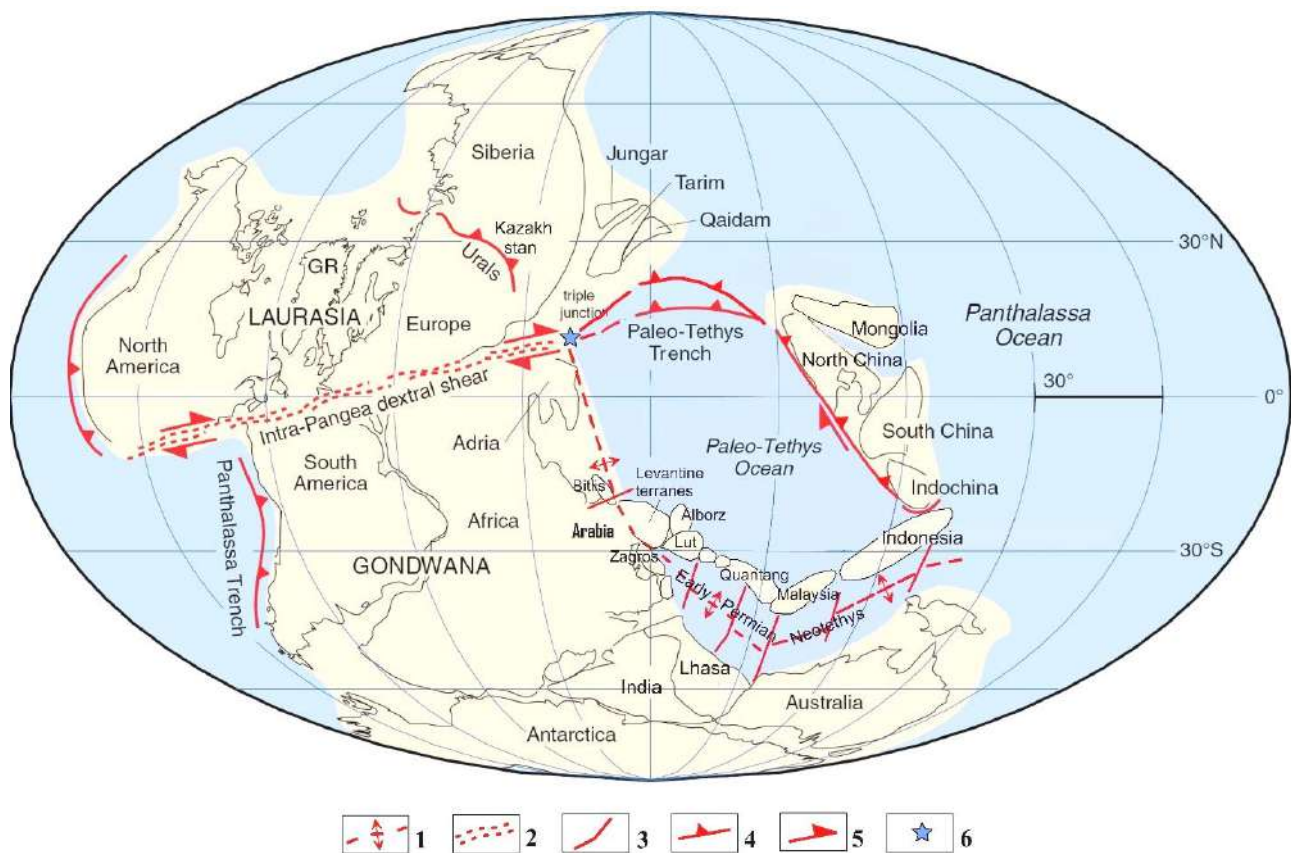 Siberia
Jungar
Tarim
Qaidam
Kazakh
stan
Urals
30°N
GR
LAURASIA
Europe
triple
junction
Paleo-Tethys
Trench
Mongolia
Panthalassa
Ocean
North
America
North China
30°
0°
Intra-Pangea dextral shear
Adria
South China
South
America
Paleo-Tethys
Ocean
Panthalassa Trench
Bitlis
Levantine
terranes
Indochina
Africa
Arabia
Alborz
Lut
Indonesia
30°S
Zagros
GONDWANA
Quantang
Malaysia
Eady Permian Neotethys
Lhasa
India
Australia
Antarctica
1 2 3 4 5 6